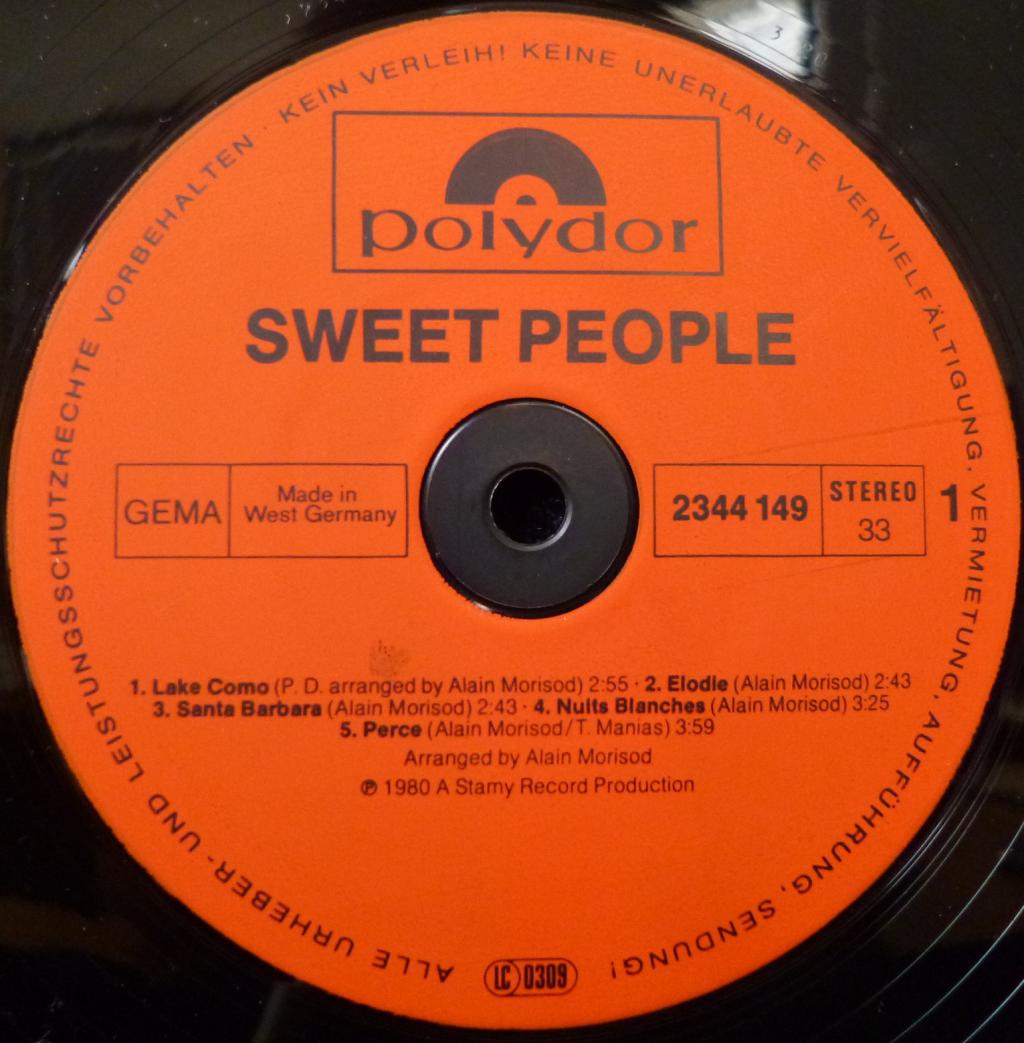 ALLE URHEBER- UND LEISTUNGSSCHUTZRECHTE VORBEHALTEN · KEIN VERLEIH! KEINE UNERLAUBTE VERVIELFÄLTIGUNG, VERMIETUNG, AUFFÜHRUNG, SENDUNG!
polydor
SWEET PEOPLE
GEMA
Made in
West Germany
2344 149
STEREO
33
1
1. Lake Como (P. D. arranged by Alain Morisod) 2:55 · 2. Elodie (Alain Morisod) 2:43
3. Santa Barbara (Alain Morisod) 2:43 · 4. Nuits Blanches (Alain Morisod) 3:25
5. Perce (Alain Morisod/T. Manias) 3:59
Arranged by Alain Morisod
℗ 1980 A Stamy Record Production
LC 0309